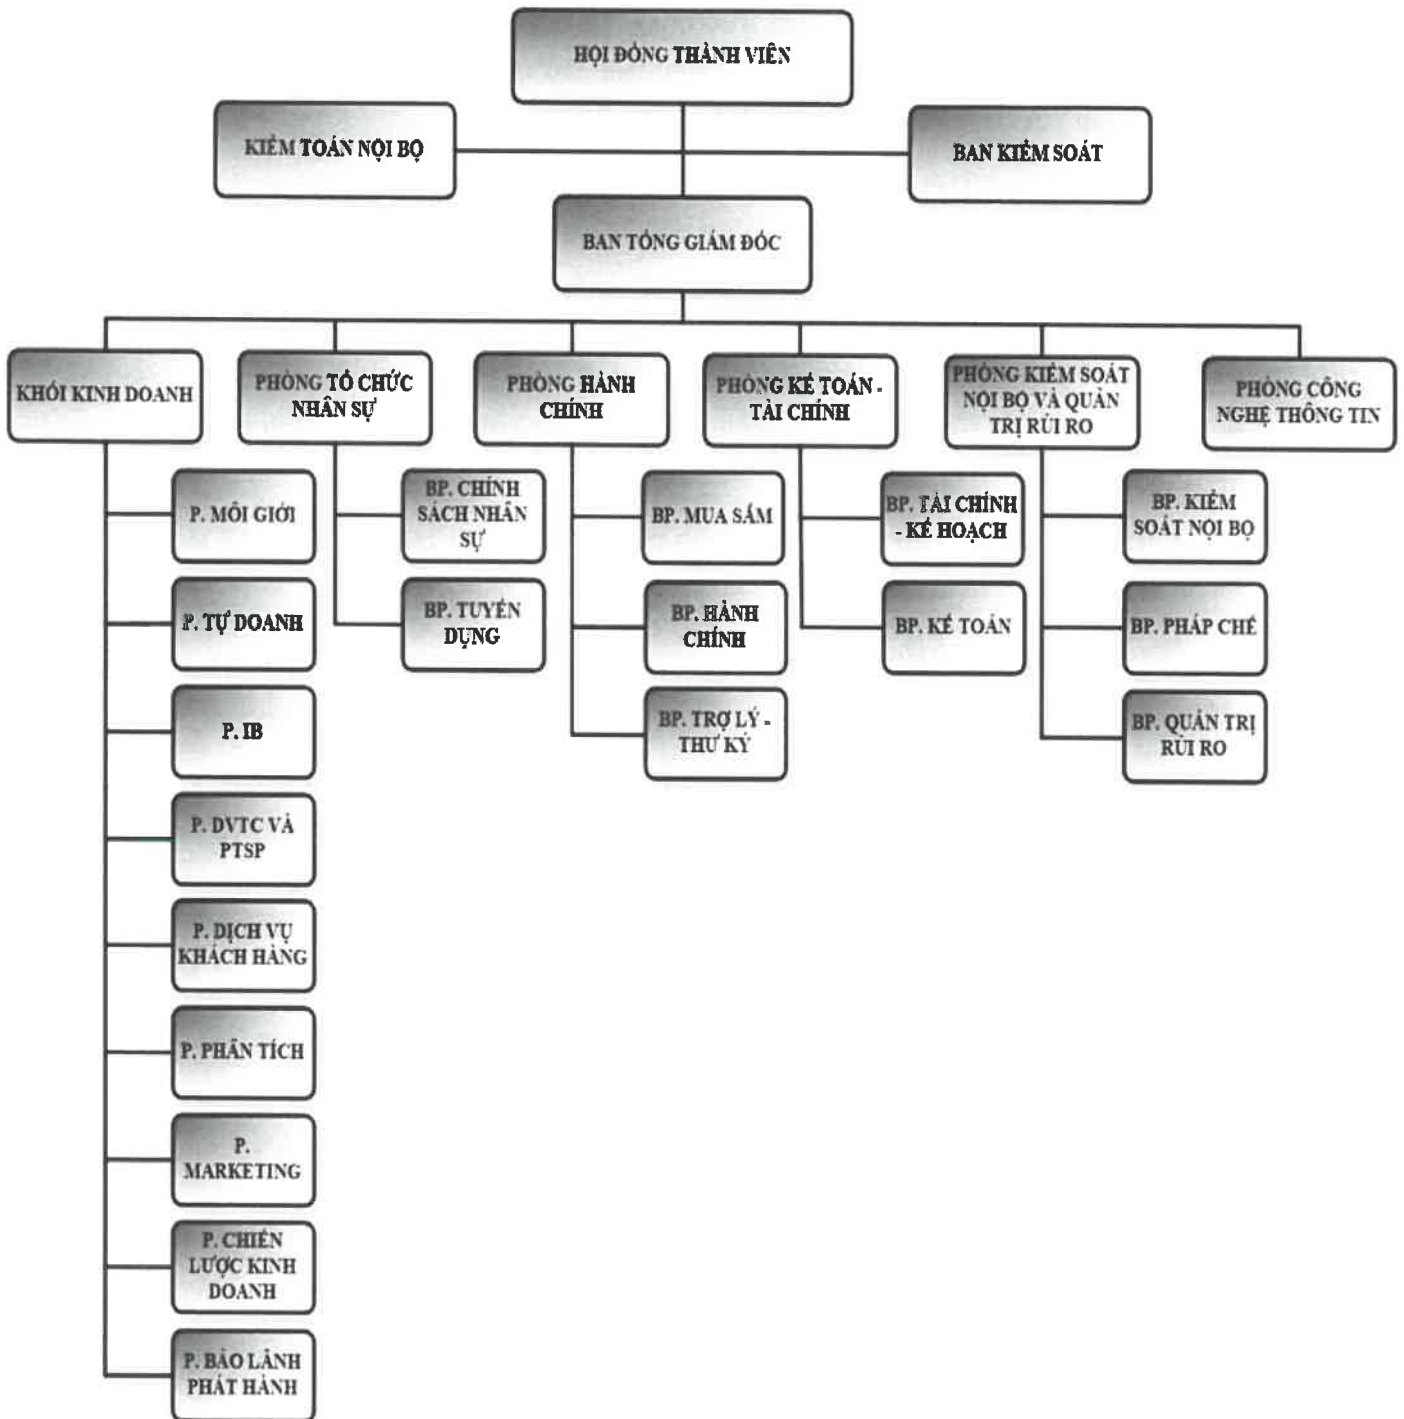 HỘI ĐỒNG THÀNH VIÊN
KIỂM TOÁN NỘI BỘ
BAN KIỂM SOÁT
BAN TỔNG GIÁM ĐỐC
KHỐI KINH DOANH
PHÒNG TỔ CHỨC
NHÂN SỰ
PHÒNG HÀNH
CHÍNH
PHÒNG KẾ TOÁN -
TÀI CHÍNH
PHÒNG KIỂM SOÁT
NỘI BỘ VÀ QUẢN
TRỊ RỦI RO
PHÒNG CÔNG
NGHỆ THÔNG TIN
P. MÔI GIỚI
P. TỰ DOANH
P. IB
P. DVTC VÀ
PTSP
P. DỊCH VỤ
KHÁCH HÀNG
P. PHÂN TÍCH
P.
MARKETING
P. CHIẾN
LƯỢC KINH
DOANH
P. BẢO LÃNH
PHÁT HÀNH
BP. CHÍNH
SÁCH NHÂN
SỰ
BP. TUYỂN
DỤNG
BP. MUA SẮM
BP. HÀNH
CHÍNH
BP. TRỢ LÝ -
THƯ KÝ
BP. TÀI CHÍNH
- KẾ HOẠCH
BP. KẾ TOÁN
BP. KIỂM
SOÁT NỘI BỘ
BP. PHÁP CHẾ
BP. QUẢN TRỊ
RỦI RO